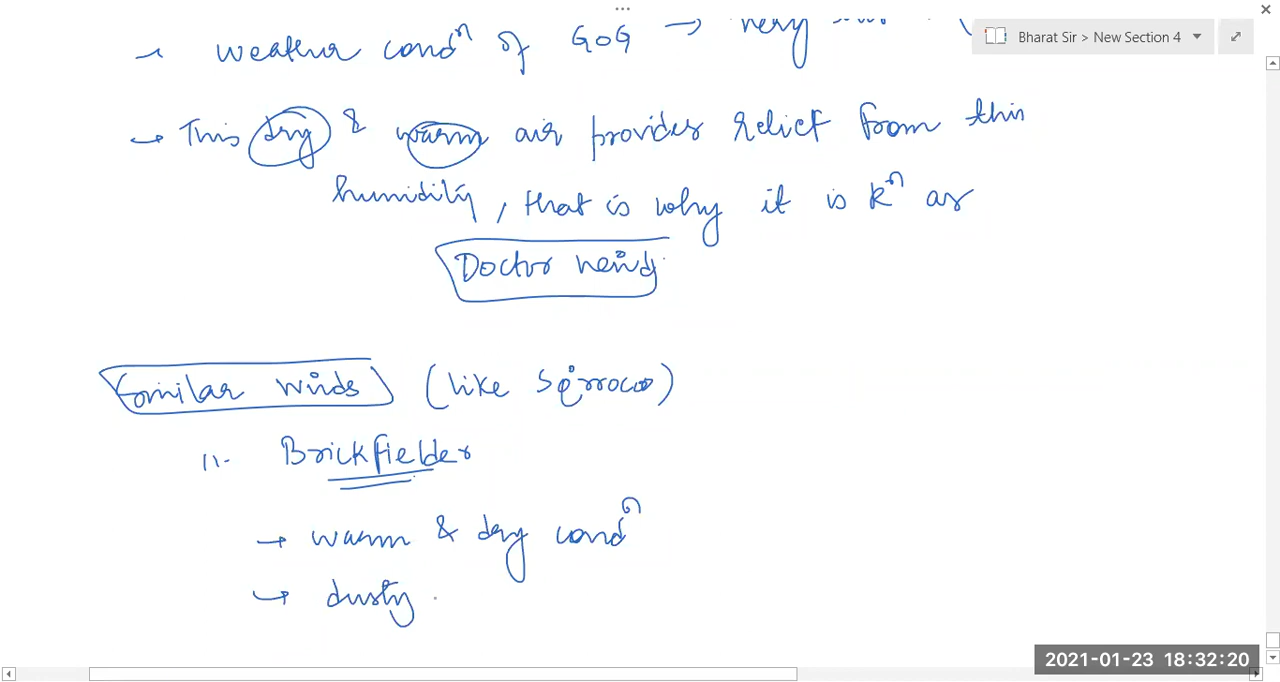 Bharat Sir > New Section 4
weather condⁿ of GOG → very
→ This dry & warm air provides relief from this
humidity, that is why it is kⁿ as
Doctor wind
Similar winds (like Sirroco)
11- Brickfielder
→ warm & dry condⁿ
→ dusty
2021-01-23 18:32:20